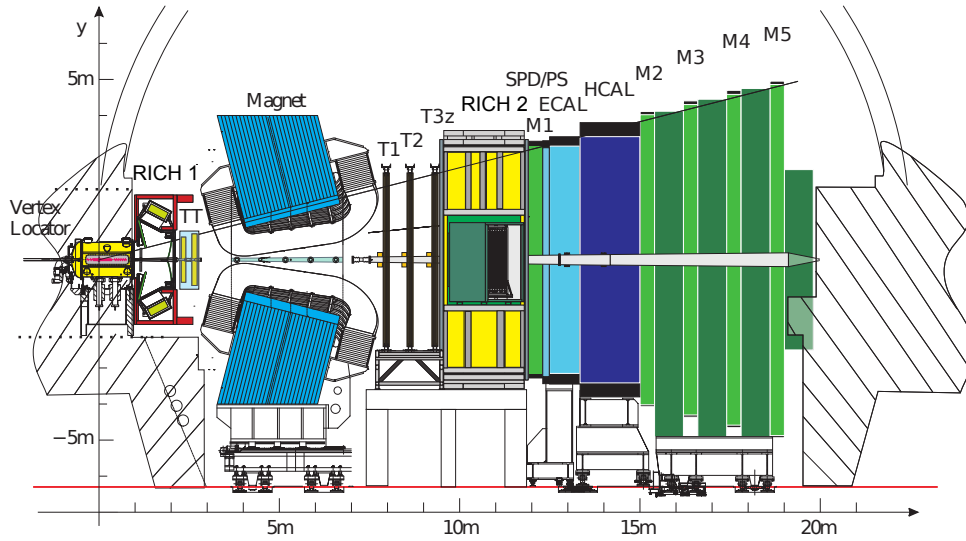 y
5m
Vertex
Locator
RICH 1
TT
Magnet
T1
T2
T3z
RICH 2
M1
SPD/PS
ECAL
HCAL
M2
M3
M4
M5
−5m
5m
10m
15m
20m